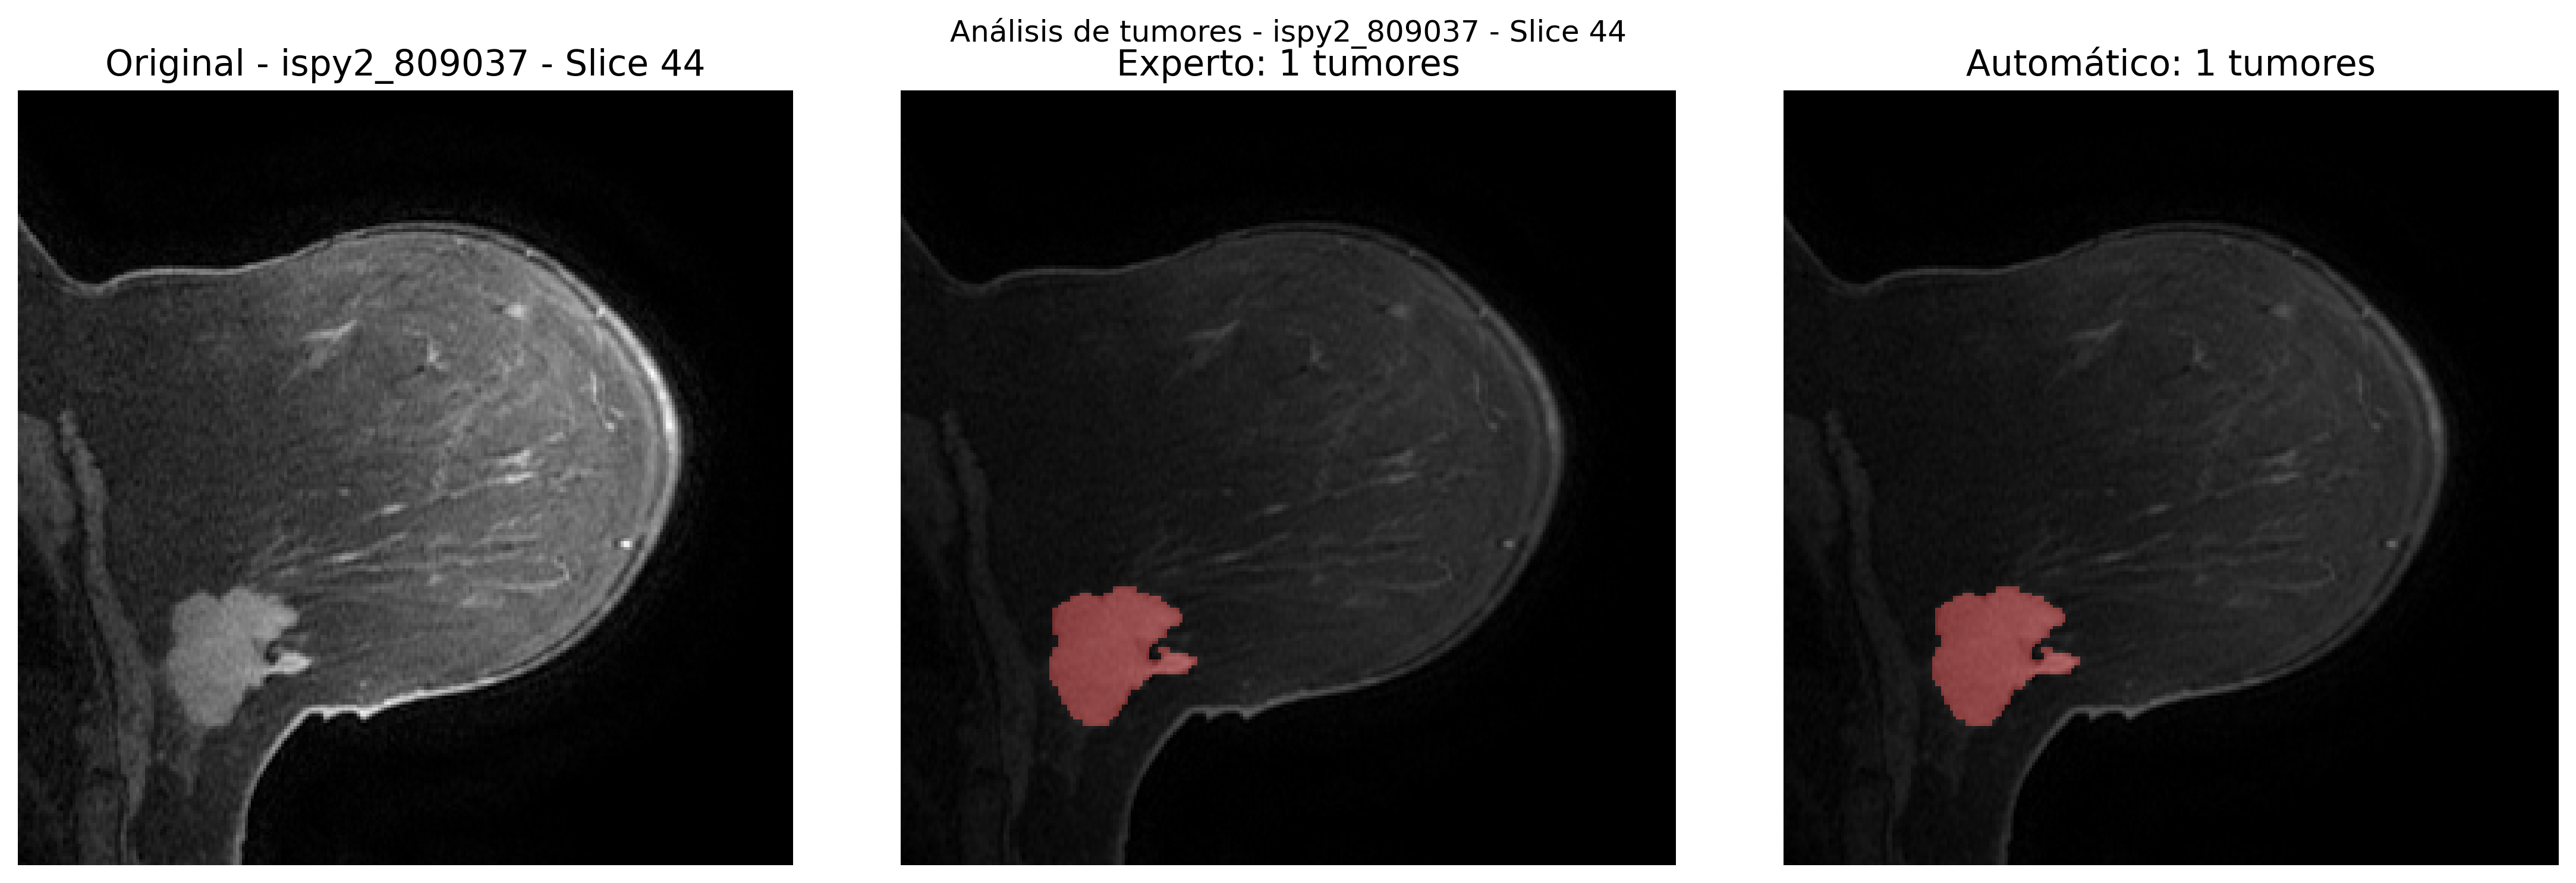 Análisis de tumores - ispy2_809037 - Slice 44
Original - ispy2_809037 - Slice 44
Experto: 1 tumores
Automático: 1 tumores